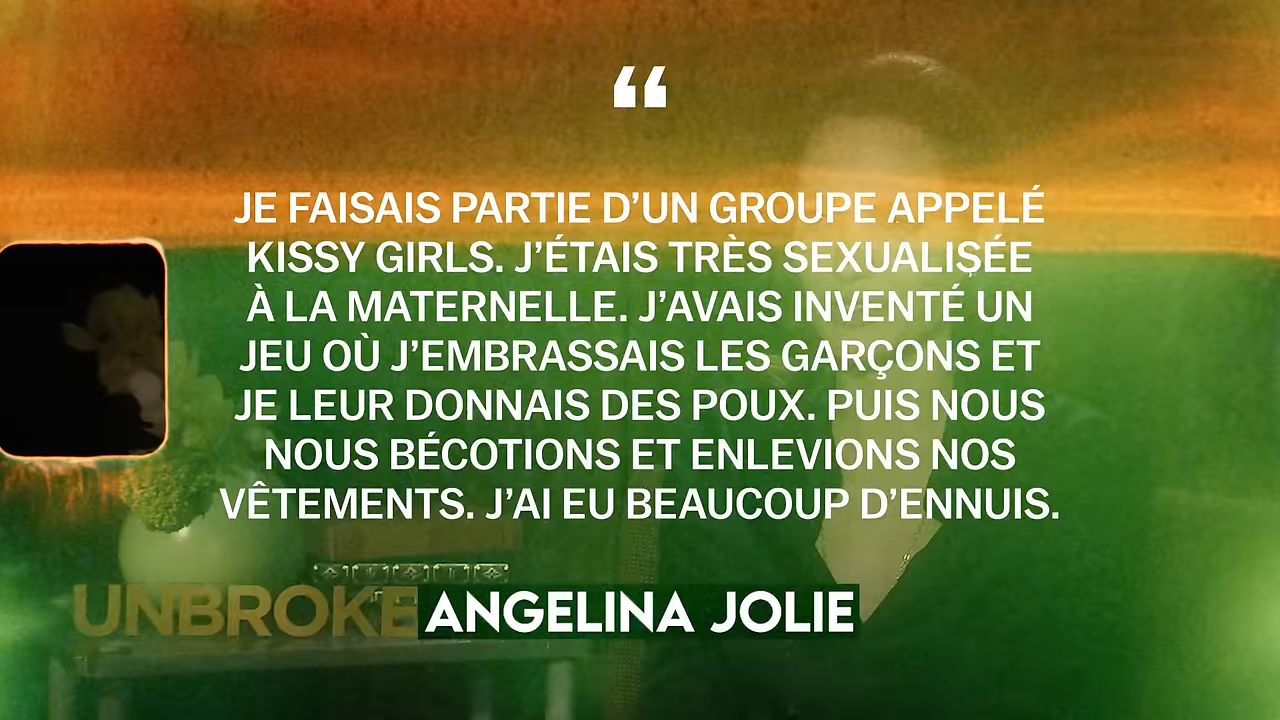 “
JE FAISAIS PARTIE D’UN GROUPE APPELÉ
KISSY GIRLS. J’ÉTAIS TRÈS SEXUALISÉE
À LA MATERNELLE. J’AVAIS INVENTÉ UN
JEU OÙ J’EMBRASSAIS LES GARÇONS ET
JE LEUR DONNAIS DES POUX. PUIS NOUS
NOUS BÉCOTIONS ET ENLEVIONS NOS
VÊTEMENTS. J’AI EU BEAUCOUP D’ENNUIS.
UNBROKE
ANGELINA JOLIE